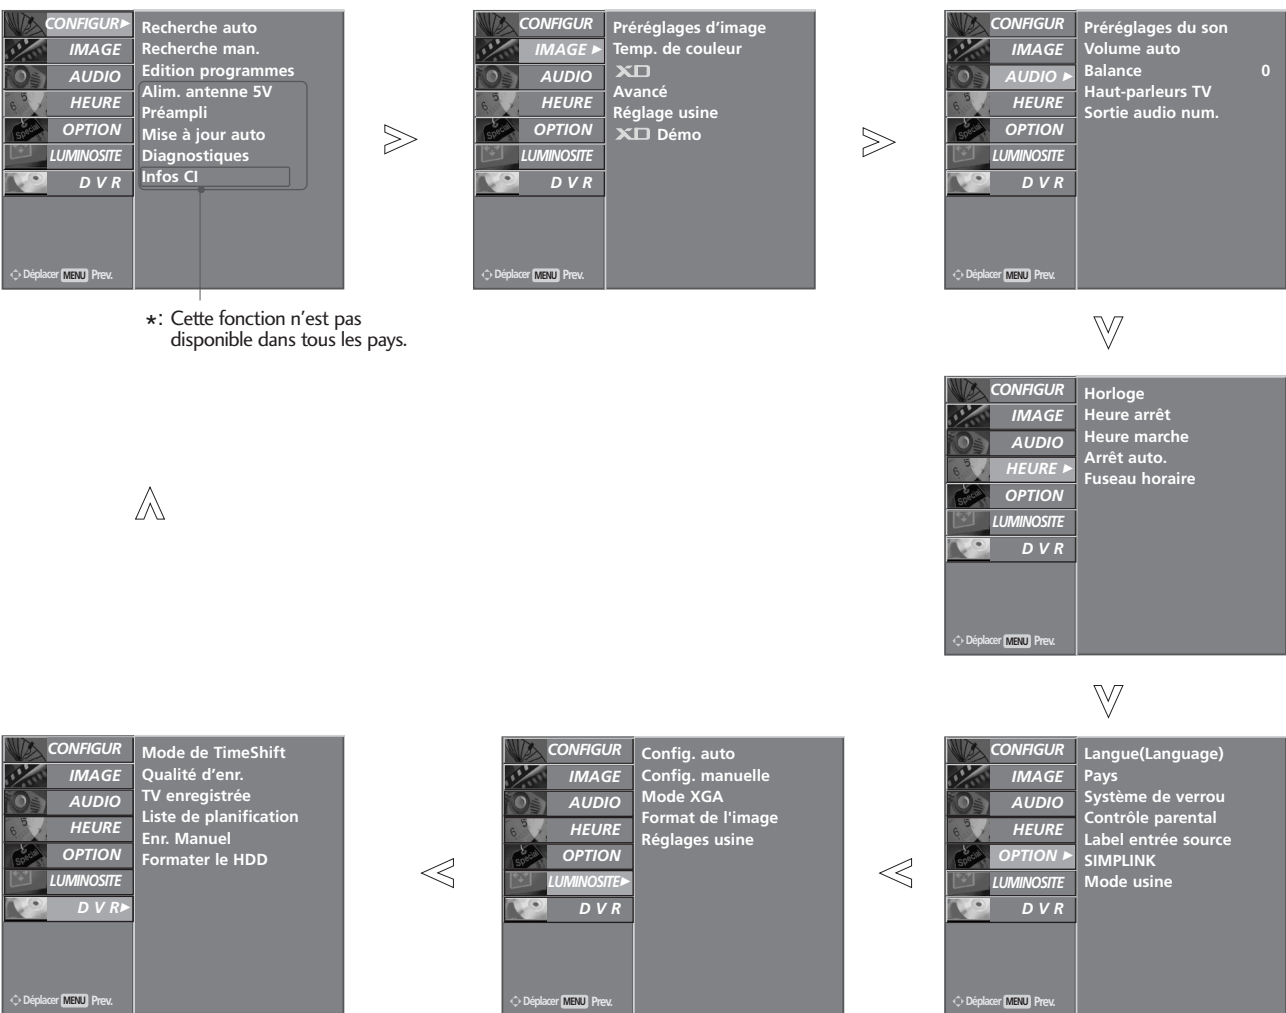 CONFIGUR
IMAGE
AUDIO
HEURE
OPTION
LUMINOSITE
D V R
Recherche auto
Recherche man.
Edition programmes
Alim. antenne 5V
Préampli
Mise à jour auto
Diagnostiques
Infos CI
Déplacer MENU Prev.
*: Cette fonction n'est pas
disponible dans tous les pays.
CONFIGUR
IMAGE
AUDIO
HEURE
OPTION
LUMINOSITE
D V R
Préréglages d'image
Temp. de couleur
XD
Avancé
Réglage usine
XD Démo
Déplacer MENU Prev.
CONFIGUR
IMAGE
AUDIO
HEURE
OPTION
LUMINOSITE
D V R
Préréglages du son
Volume auto
Balance 0
Haut-parleurs TV
Sortie audio num.
Déplacer MENU Prev.
CONFIGUR
IMAGE
AUDIO
HEURE
OPTION
LUMINOSITE
D V R
Horloge
Heure arrêt
Heure marche
Arrêt auto.
Fuseau horaire
Déplacer MENU Prev.
CONFIGUR
IMAGE
AUDIO
HEURE
OPTION
LUMINOSITE
D V R
Mode de TimeShift
Qualité d'enr.
TV enregistrée
Liste de planification
Enr. Manuel
Formater le HDD
Déplacer MENU Prev.
CONFIGUR
IMAGE
AUDIO
HEURE
OPTION
LUMINOSITE
D V R
Config. auto
Config. manuelle
Mode XGA
Format de l'image
Réglages usine
Déplacer MENU Prev.
CONFIGUR
IMAGE
AUDIO
HEURE
OPTION
LUMINOSITE
D V R
Langue(Language)
Pays
Système de verrou
Contrôle parental
Label entrée source
SIMPLINK
Mode usine
Déplacer MENU Prev.